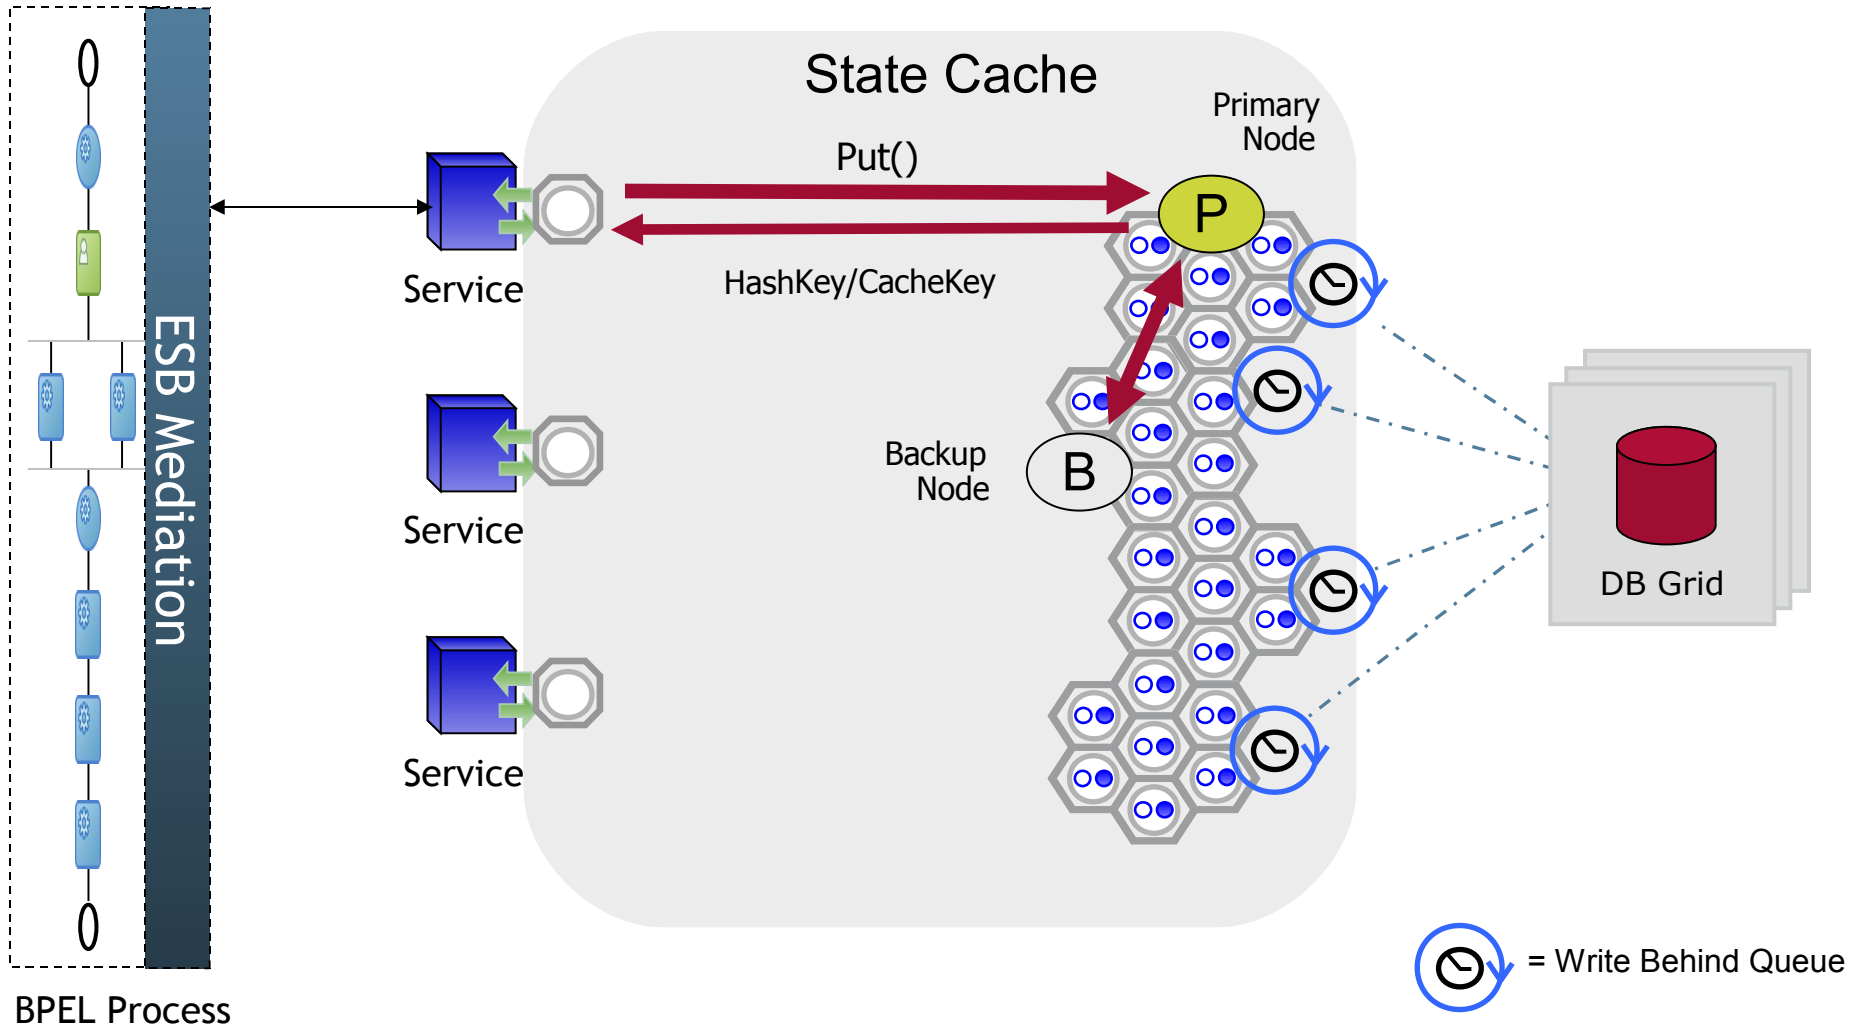 State Cache
Primary
Node
Put()
P
HashKey/CacheKey
Service
ESB Mediation
Backup
Node
B
Service
DB Grid
Service
= Write Behind Queue
BPEL Process